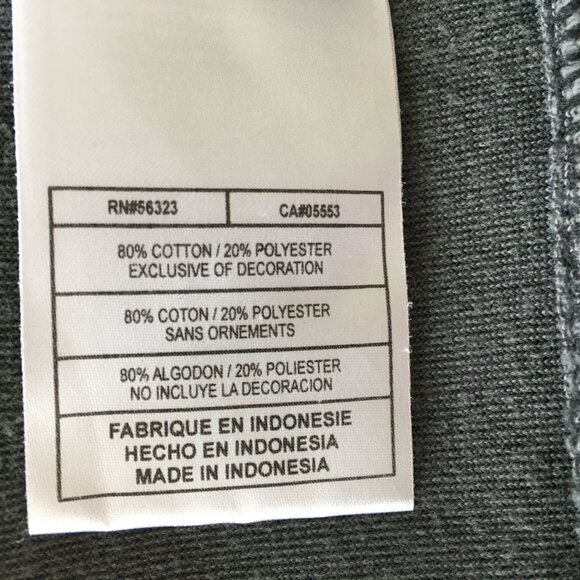 RN#56323 CA#05553
80% COTTON / 20% POLYESTER
EXCLUSIVE OF DECORATION
80% COTON / 20% POLYESTER
SANS ORNEMENTS
80% ALGODON / 20% POLIESTER
NO INCLUYE LA DECORACION
FABRIQUE EN INDONESIE
HECHO EN INDONESIA
MADE IN INDONESIA